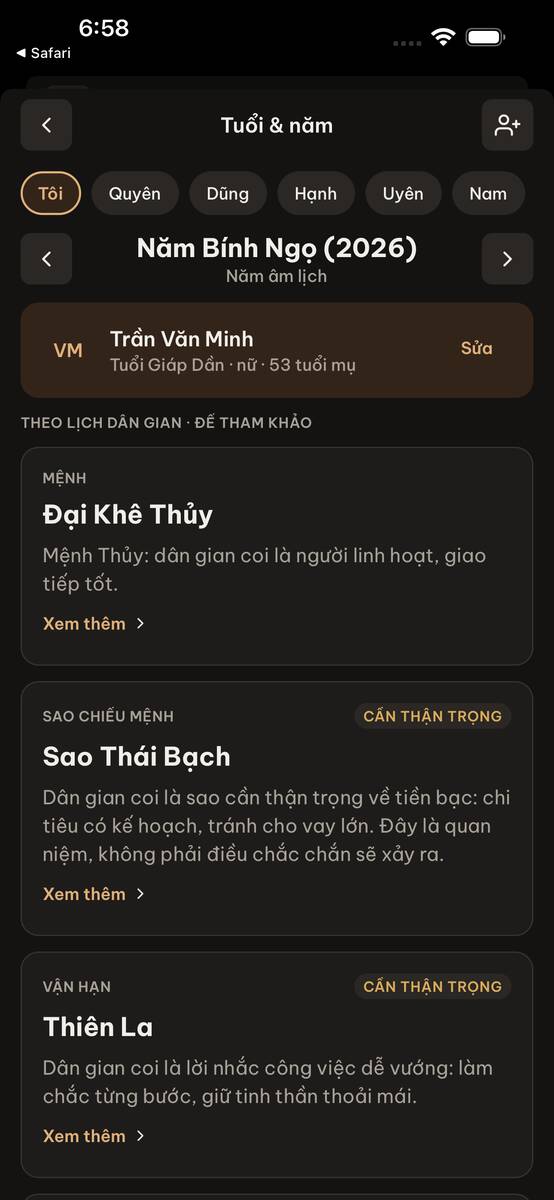 6:58
◀ Safari
Tuổi & năm
Tôi
Quyên
Dũng
Hạnh
Uyên
Nam
Năm Bính Ngọ (2026)
Năm âm lịch
VM
Trần Văn Minh
Tuổi Giáp Dần · nữ · 53 tuổi mụ
Sửa
THEO LỊCH DÂN GIAN · ĐỂ THAM KHẢO
MỆNH
Đại Khê Thủy
Mệnh Thủy: dân gian coi là người linh hoạt, giao
tiếp tốt.
Xem thêm
SAO CHIẾU MỆNH
CẦN THẬN TRỌNG
Sao Thái Bạch
Dân gian coi là sao cần thận trọng về tiền bạc: chi
tiêu có kế hoạch, tránh cho vay lớn. Đây là quan
niệm, không phải điều chắc chắn sẽ xảy ra.
Xem thêm
VẬN HẠN
CẦN THẬN TRỌNG
Thiên La
Dân gian coi là lời nhắc công việc dễ vướng: làm
chắc từng bước, giữ tinh thần thoải mái.
Xem thêm